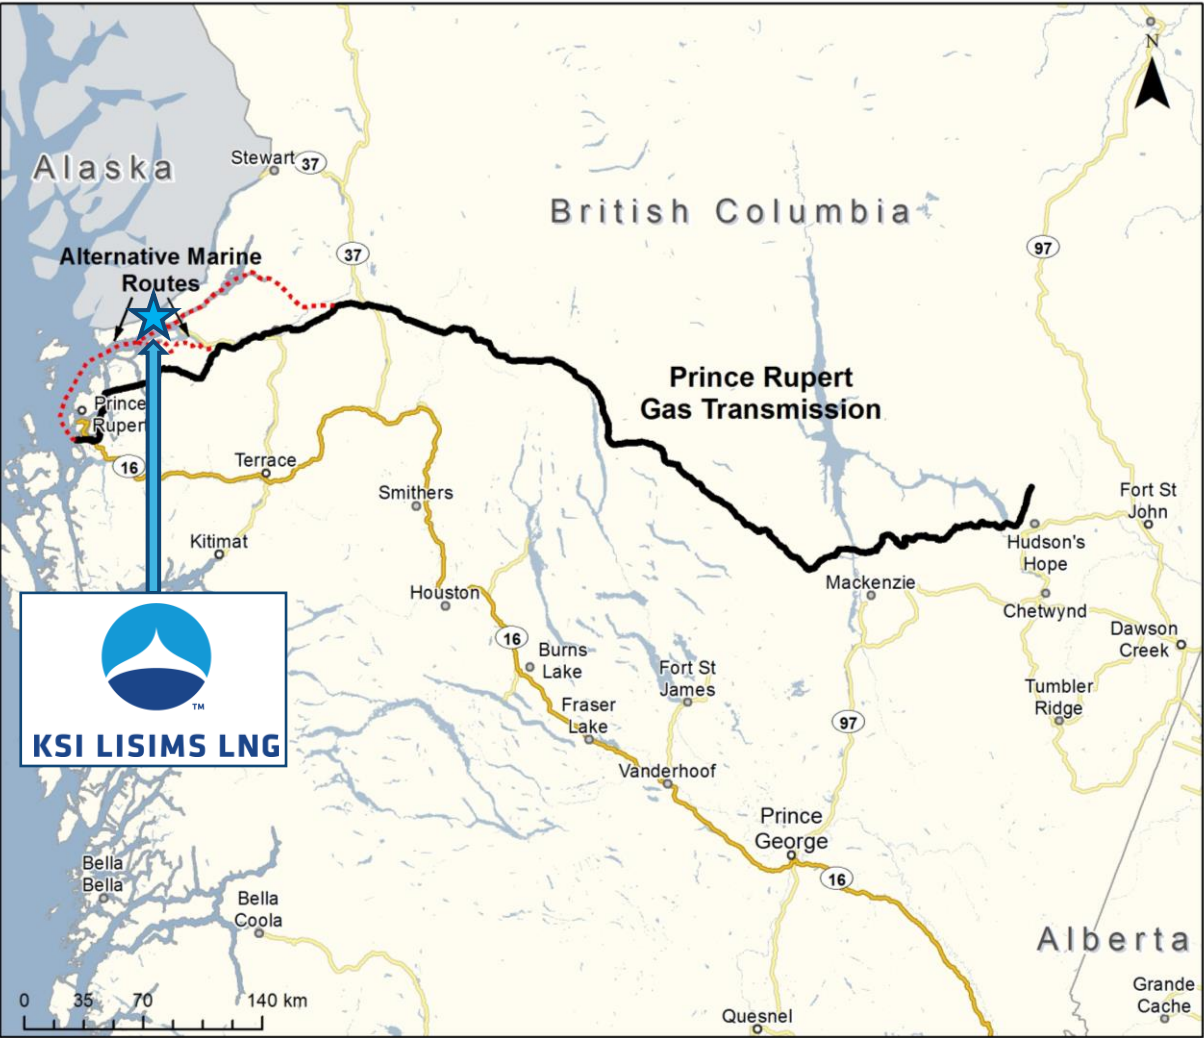 N
Stewart
37
Alaska
British Columbia
97
37
Alternative Marine
Routes
Prince Rupert
Gas Transmission
Prince
Rupert
16
Terrace
Smithers
Fort St
John
Kitimat
Hudson's
Hope
Mackenzie
Houston
Chetwynd
16
Dawson
Creek
Burns
Lake
Fort St
James
Tumbler
Ridge
Fraser
Lake
97
TM
KSI LISIMS LNG
Vanderhoof
Prince
George
16
Bella
Bella
Bella
Coola
Alberta
0 35 70 140 km
Grande
Cache
Quesnel